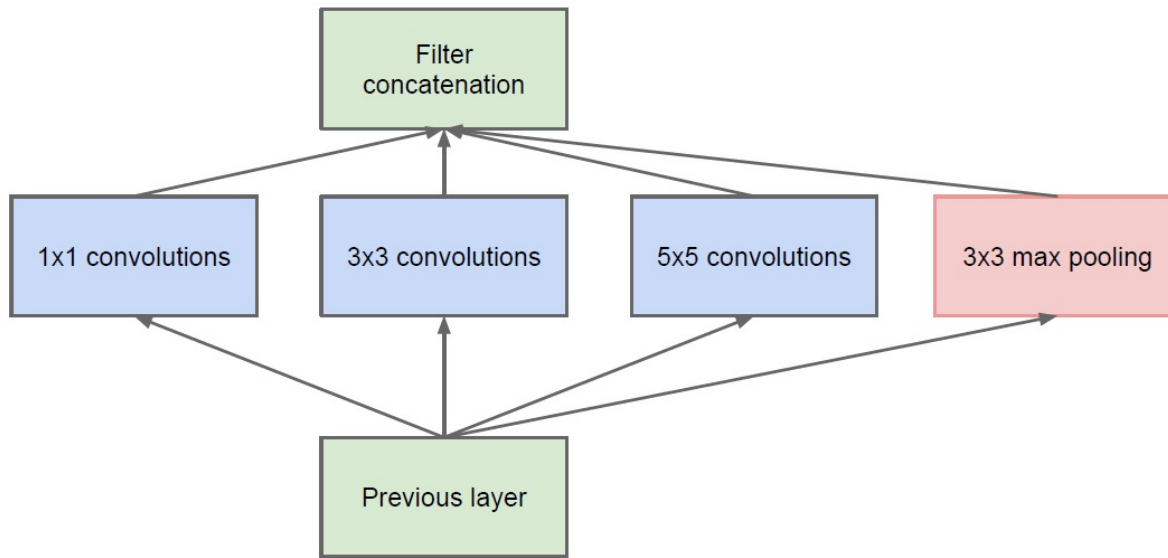 Filter
concatenation
1x1 convolutions
3x3 convolutions
5x5 convolutions
3x3 max pooling
Previous layer